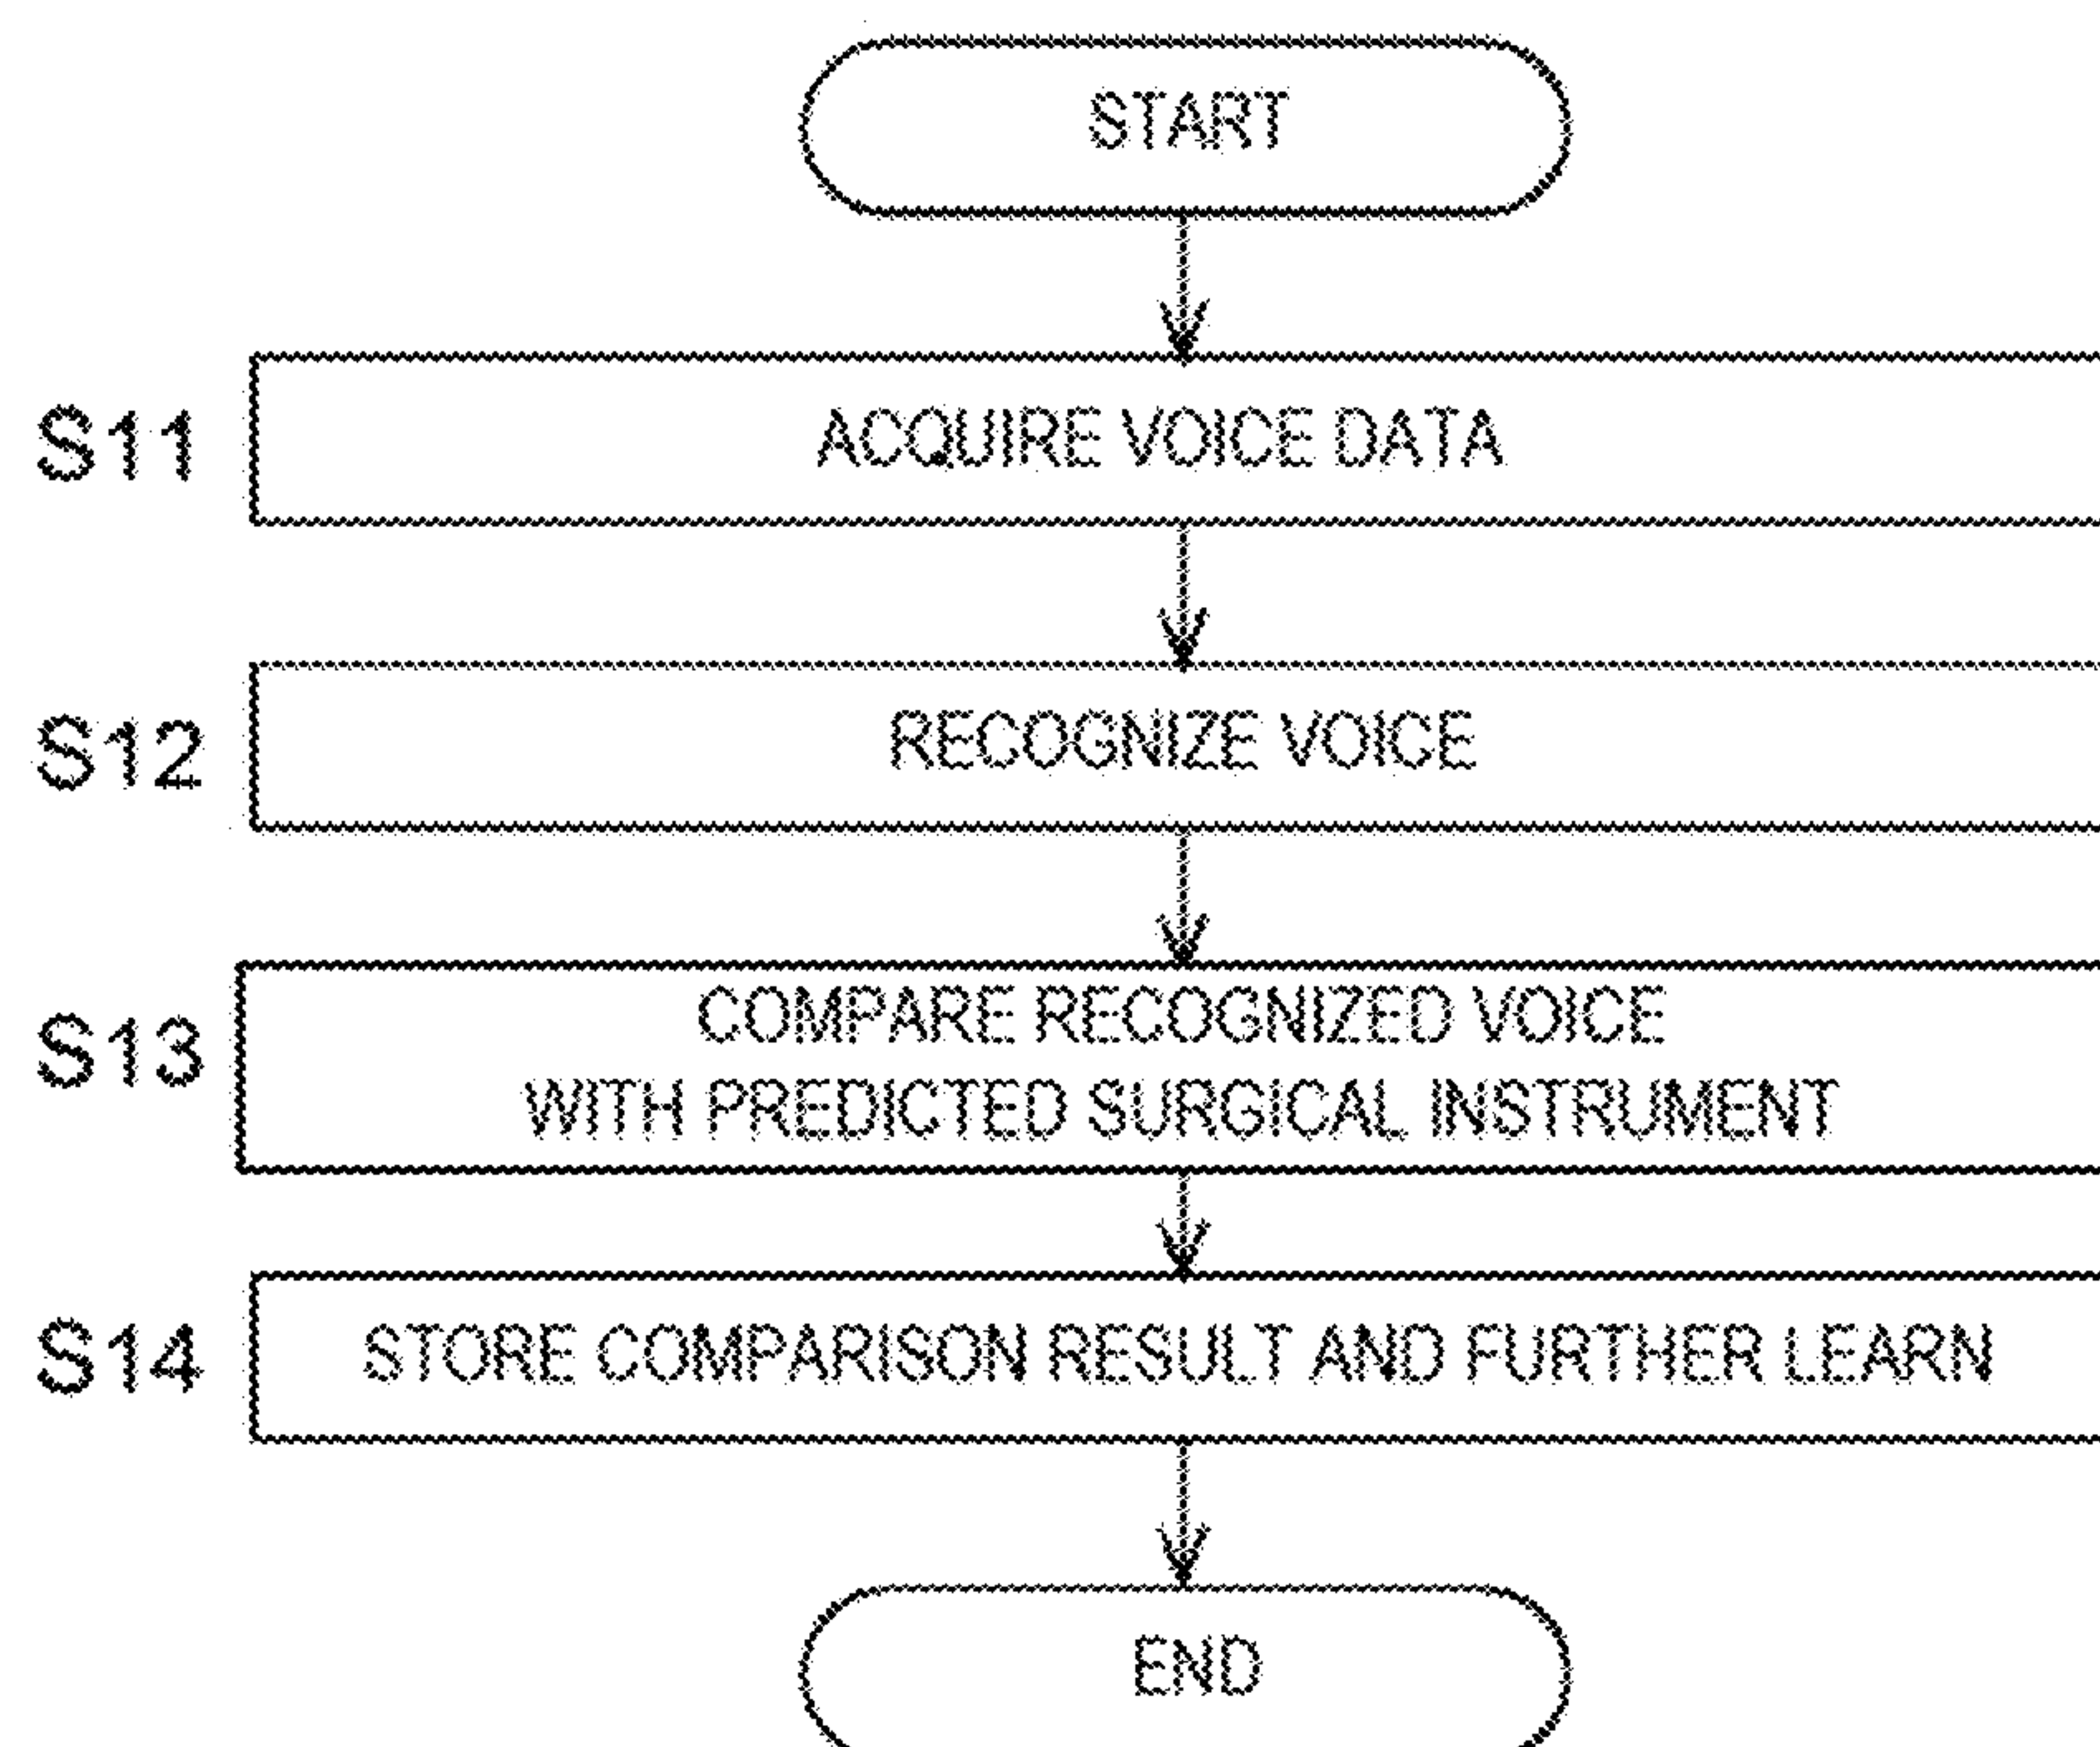 START
S11 ACQUIRE VOICE DATA
S12 RECOGNIZE VOICE
S13 COMPARE RECOGNIZED VOICE
WITH PREDICTED SURGICAL INSTRUMENT
S14 STORE COMPARISON RESULT AND FURTHER LEARN
END